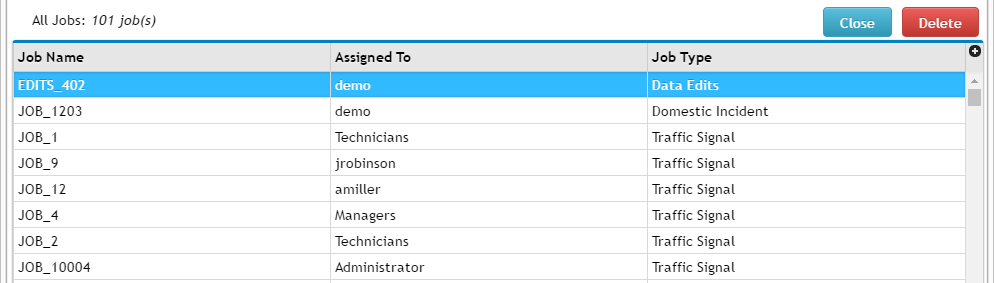 All Jobs: 101 job(s) Close Delete
Job Name Assigned To Job Type
EDITS_402 demo Data Edits
JOB_1203 demo Domestic Incident
JOB_1 Technicians Traffic Signal
JOB_9 jrobinson Traffic Signal
JOB_12 amiller Traffic Signal
JOB_4 Managers Traffic Signal
JOB_2 Technicians Traffic Signal
JOB_10004 Administrator Traffic Signal